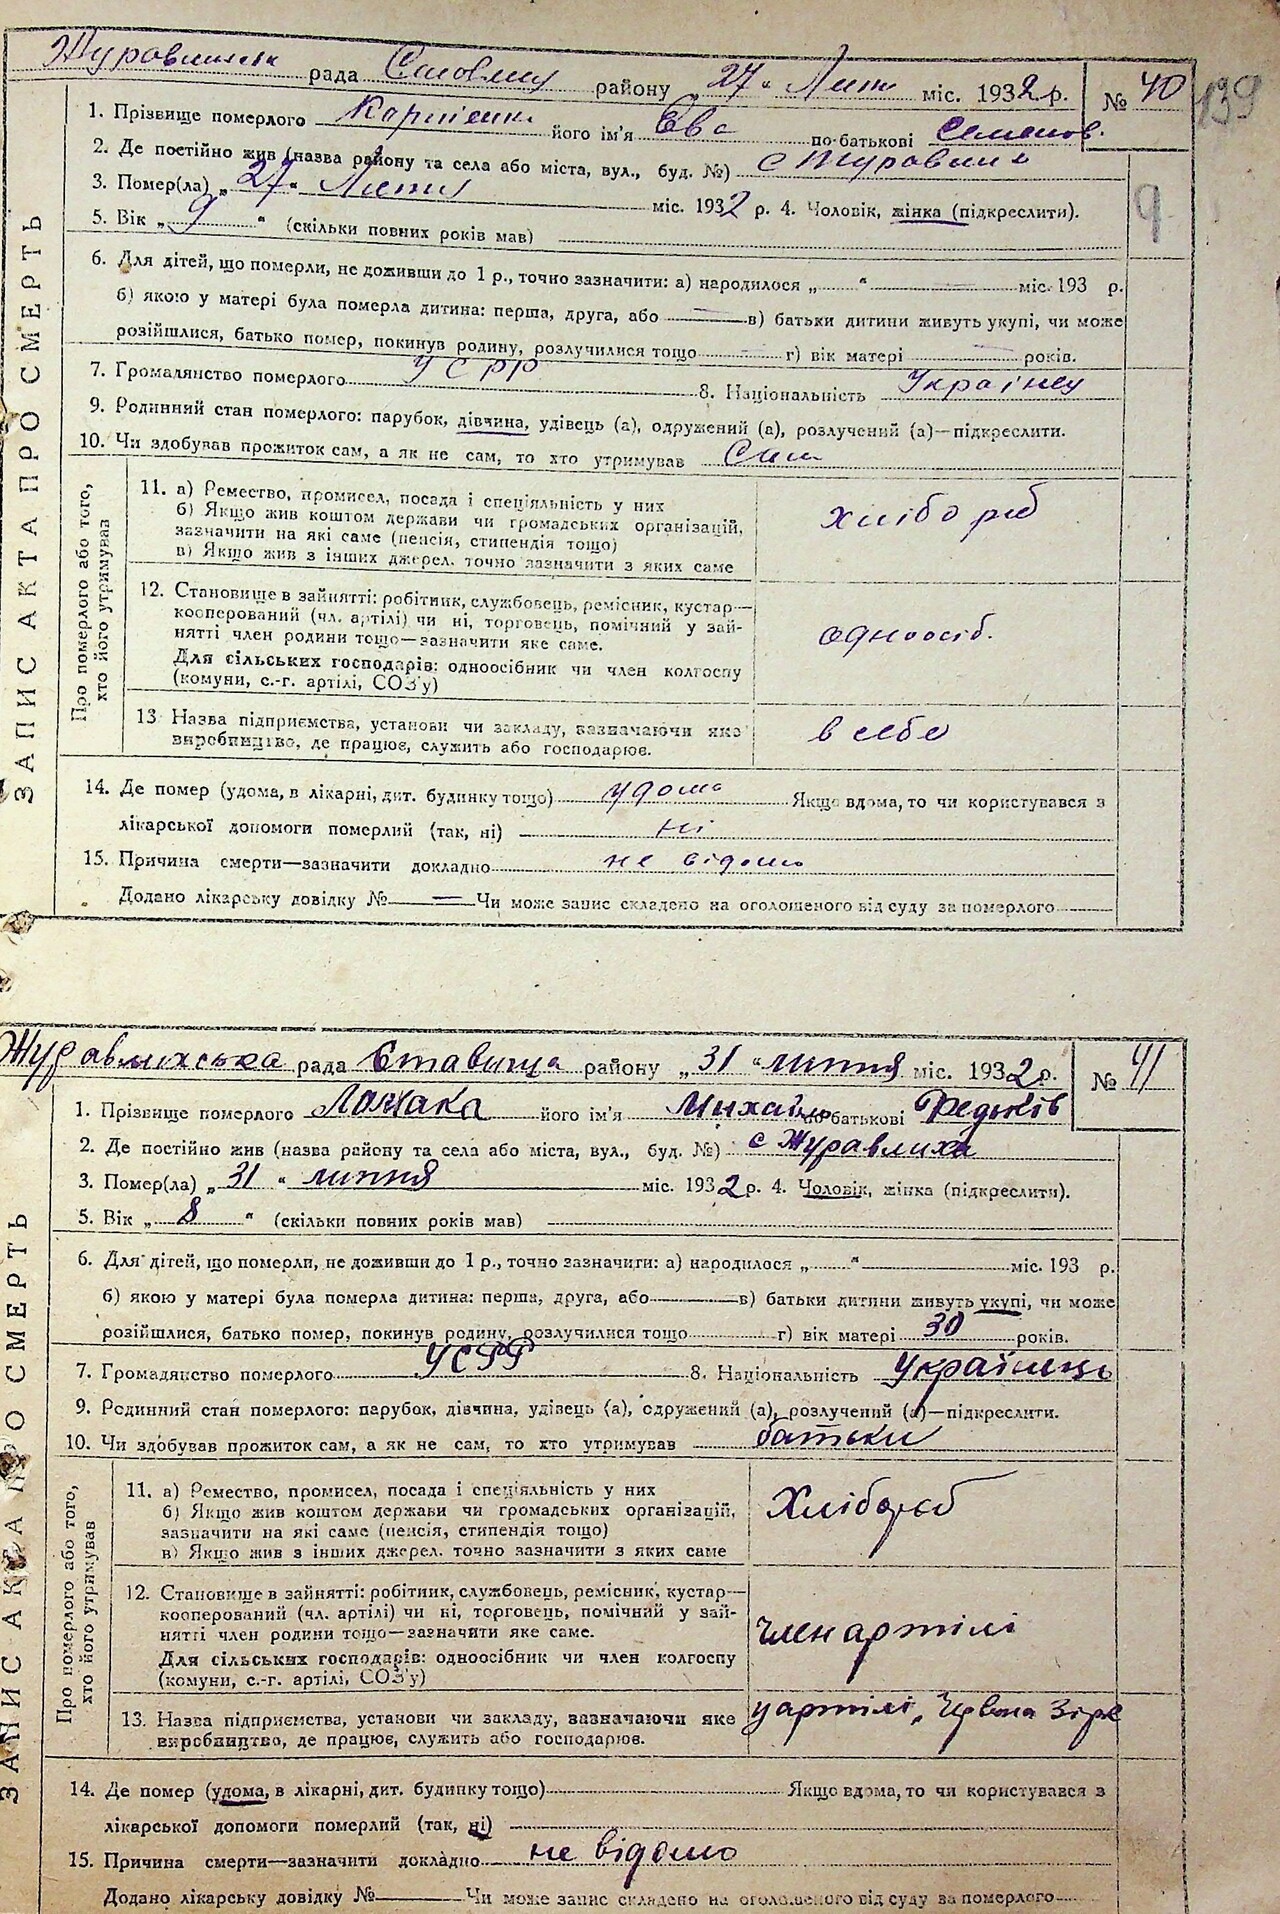 рада району „27“ міс. 1932 р. № 40
139
1. Прізвище померлого його ім'я Ева по-батькові Семенов.
2. Де постійно жив (назва району та села або міста, вул., буд. №) с
3. Помер(ла) „27“ міс. 1932 р. 4. Чоловік, жінка (підкреслити).
9
5. Вік „9“ (скільки повних років мав)
6. Для дітей, що померли, не доживши до 1 р., точно зазначити: а) народилося „ “ міс. 193 р.
б) якою у матері була померла дитина: перша, друга, або — в) батьки дитини живуть укупі, чи може
розійшлися, батько помер, покинув родину, розлучилися тощо — г) вік матері — років.
7. Громадянство померлого УСРР 8. Національність
9. Родинний стан померлого: парубок, дівчина, удівець (а), одружений (а), розлучений (а)—підкреслити.
10. Чи здобував прожиток сам, а як не сам, то хто утримував
ЗАПИС АКТА ПРО СМЕРТЬ
Про померлого або того,
хто його утримував
11. а) Ремество, промисел, посада і спеціяльність у них
б) Якщо жив коштом держави чи громадських організацій,
зазначити на які саме (пенсія, стипендія тощо)
в) Якщо жив з інших джерел, точно зазначити з яких саме
хлібороб
12. Становище в зайнятті: робітник, службовець, ремісник, кустар—
кооперований (чл. артілі) чи ні, торговець, помічний у зай-
нятті член родини тощо—зазначити яке саме.
Для сільських господарів: одноосібник чи член колгоспу
(комуни, с.-г. артілі, СОЗ'у)
одноосіб.
13 Назва підприємства, установи чи закладу, зазначаючи яке
виробництво, де працює, служить або господарює.
в себе
14. Де помер (удома, в лікарні, дит. будинку тощо) удома Якщо вдома, то чи користувався з
лікарської допомоги померлий (так, ні) ні
15. Причина смерти—зазначити докладно не відомо
Додано лікарську довідку № — Чи може запис складено на оголошеного від суду за померлого
Журавлихська рада Ставища району „31“ липня міс. 1932 р. № 41
1. Прізвище померлого його ім'я Михайло по-батькові Федьків
2. Де постійно жив (назва району та села або міста, вул., буд. №) с Журавлиха
3. Помер(ла) „31“ липня міс. 1932 р. 4. Чоловік, жінка (підкреслити).
5. Вік „8“ (скільки повних років мав)
6. Для дітей, що померли, не доживши до 1 р., точно зазначити: а) народилося „ “ міс. 193 р.
б) якою у матері була померла дитина: перша, друга, або в) батьки дитини живуть укупі, чи може
розійшлися, батько помер, покинув родину, розлучилися тощо г) вік матері 30 років.
7. Громадянство померлого УСРР 8. Національність українець
9. Родинний стан померлого: парубок, дівчина, удівець (а), одружений (а), розлучений (а)—підкреслити.
10. Чи здобував прожиток сам, а як не сам, то хто утримував батьки
ЗАПИС АКТА ПРО СМЕРТЬ
Про померлого або того,
хто його утримував
11. а) Ремество, промисел, посада і спеціяльність у них
б) Якщо жив коштом держави чи громадських організацій,
зазначити на які саме (пенсія, стипендія тощо)
в) Якщо жив з інших джерел, точно зазначити з яких саме
Хлібороб
12. Становище в зайнятті: робітник, службовець, ремісник, кустар—
кооперований (чл. артілі) чи ні, торговець, помічний у зай-
нятті член родини тощо—зазначити яке саме.
Для сільських господарів: одноосібник чи член колгоспу
(комуни, с.-г. артілі, СОЗ'у)
член артілі
13. Назва підприємства, установи чи закладу, зазначаючи яке
виробництво, де працює, служить або господарює.
у артілі „Червона Зірк
14. Де помер (удома, в лікарні, дит. будинку тощо) Якщо вдома, то чи користувався з
лікарської допомоги померлий (так, ні)
15. Причина смерти—зазначити докладно не відомо
Додано лікарську довідку № Чи може запис складено на оголошеного від суду за померлого